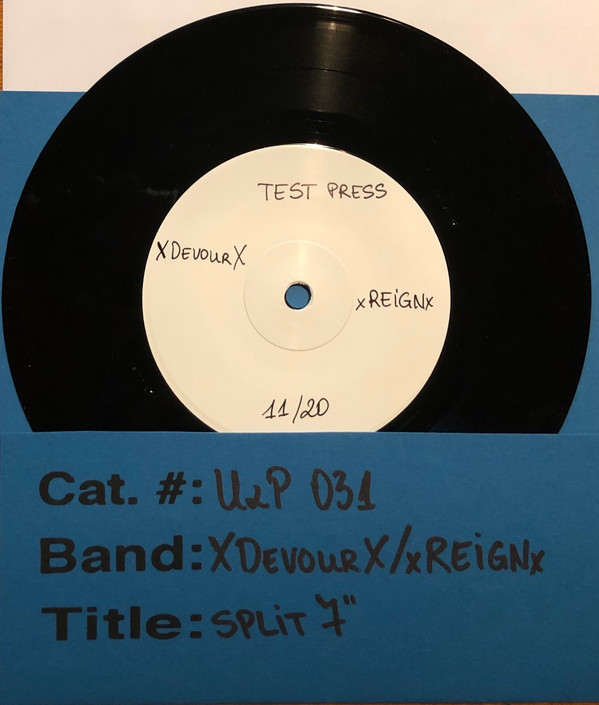 TEST PRESS
XDEVOURX
xREiGNx
11/20
Cat. #: U2P 031
Band: XDEVOURX/xREiGNx
Title: SPLiT 7"